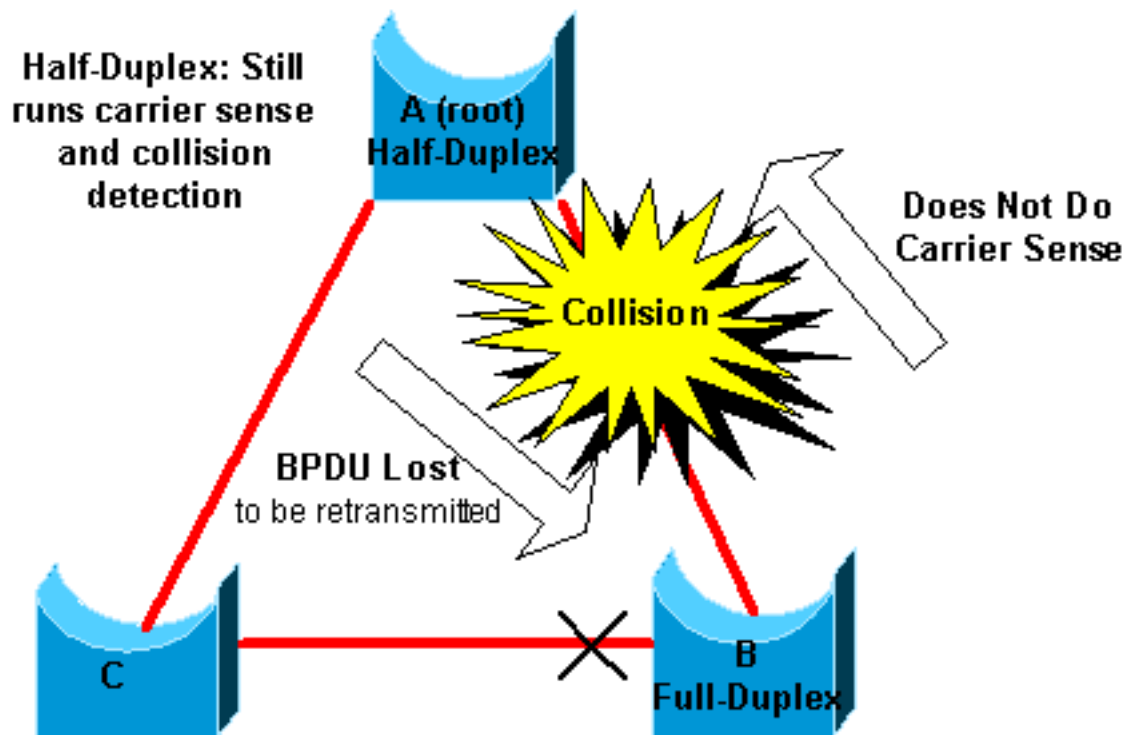 Half-Duplex: Still
runs carrier sense
and collision
detection
A (root)
Half-Duplex
Does Not Do
Carrier Sense
Collision
BPDU Lost
to be retransmitted
C
B
Full-Duplex